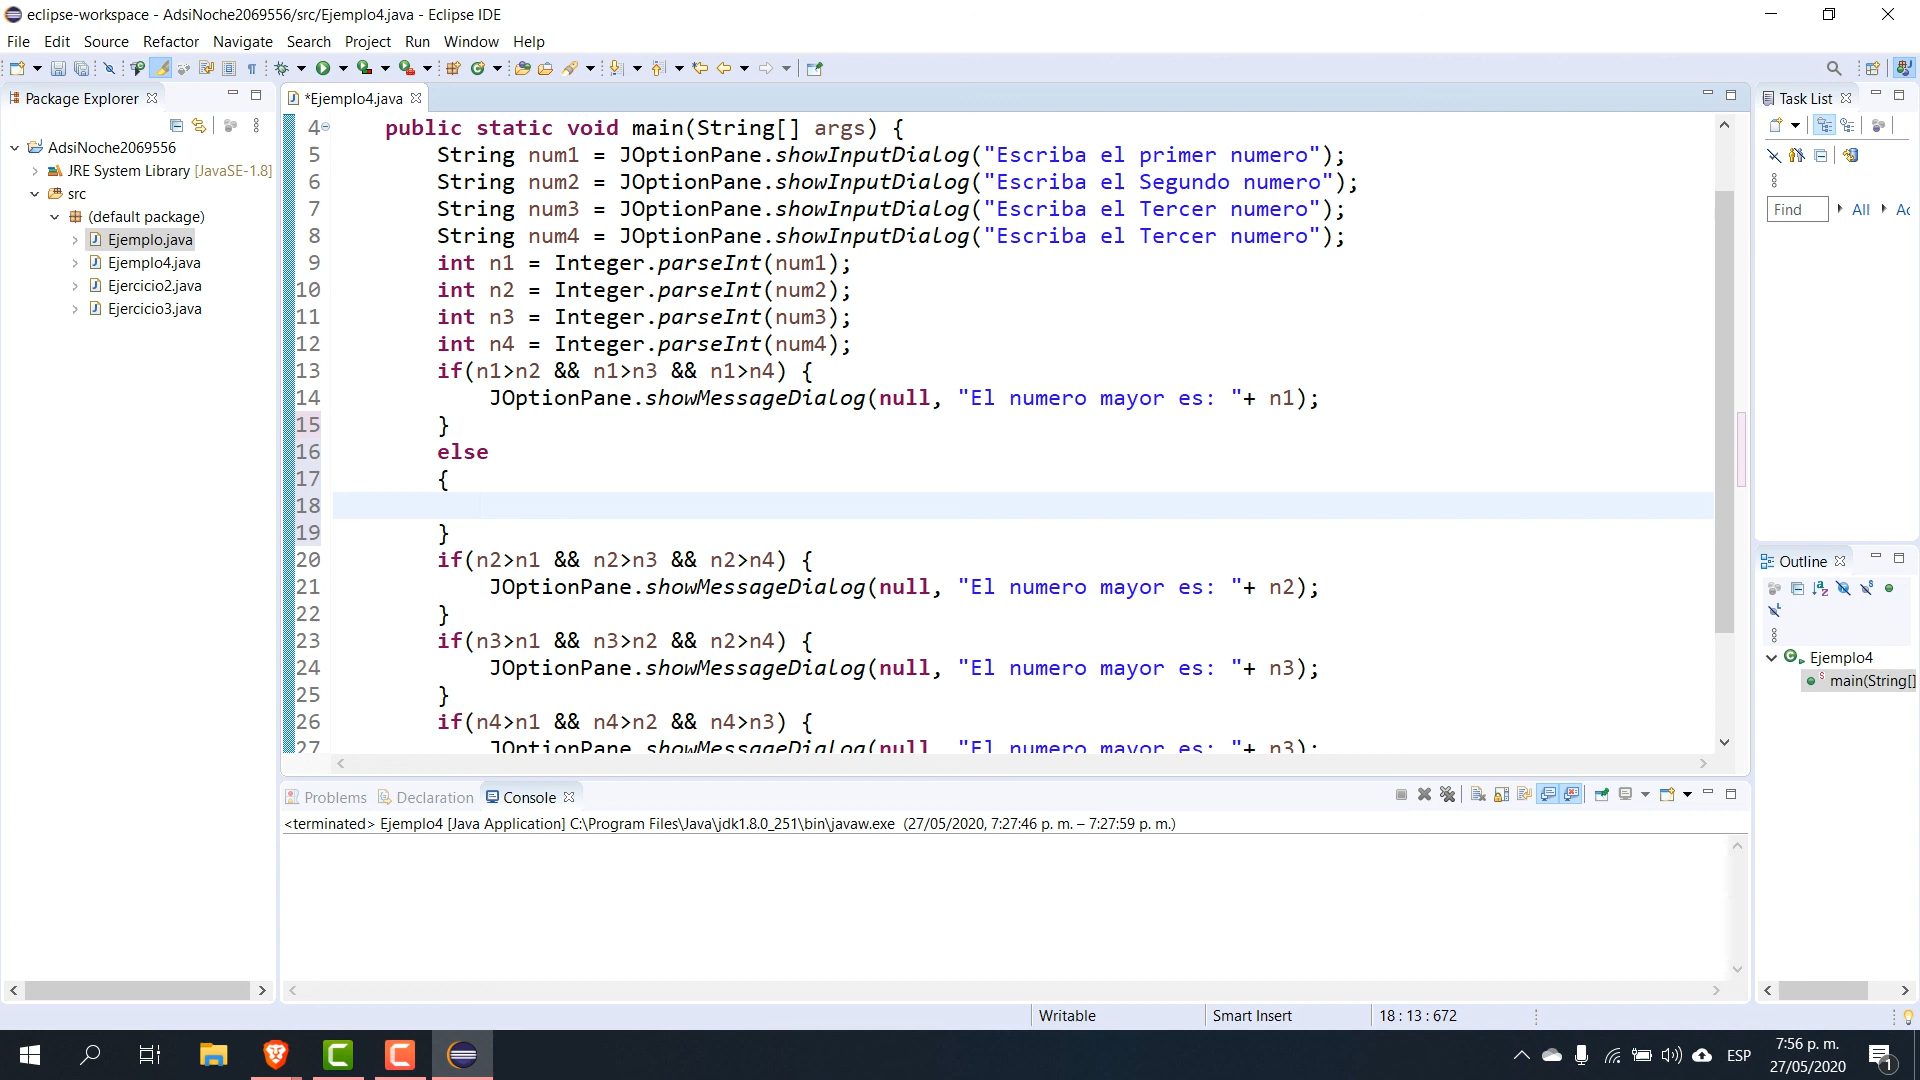 eclipse-workspace - AdsiNoche2069556/src/Ejemplo4.java - Eclipse IDE
File Edit Source Refactor Navigate Search Project Run Window Help
Package Explorer
AdsiNoche2069556
JRE System Library [JavaSE-1.8]
src
(default package)
Ejemplo.java
Ejemplo4.java
Ejercicio2.java
Ejercicio3.java
*Ejemplo4.java
4 public static void main(String[] args) {
5 String num1 = JOptionPane.showInputDialog("Escriba el primer numero");
6 String num2 = JOptionPane.showInputDialog("Escriba el Segundo numero");
7 String num3 = JOptionPane.showInputDialog("Escriba el Tercer numero");
8 String num4 = JOptionPane.showInputDialog("Escriba el Tercer numero");
9 int n1 = Integer.parseInt(num1);
10 int n2 = Integer.parseInt(num2);
11 int n3 = Integer.parseInt(num3);
12 int n4 = Integer.parseInt(num4);
13 if(n1>n2 && n1>n3 && n1>n4) {
14 JOptionPane.showMessageDialog(null, "El numero mayor es: "+ n1);
15 }
16 else
17 {
18
19 }
20 if(n2>n1 && n2>n3 && n2>n4) {
21 JOptionPane.showMessageDialog(null, "El numero mayor es: "+ n2);
22 }
23 if(n3>n1 && n3>n2 && n2>n4) {
24 JOptionPane.showMessageDialog(null, "El numero mayor es: "+ n3);
25 }
26 if(n4>n1 && n4>n2 && n4>n3) {
27 JOptionPane.showMessageDialog(null, "El numero mayor es: "+ n3);
Task List
Find All Ac
Outline
Ejemplo4
main(String[]
Problems Declaration Console
<terminated> Ejemplo4 [Java Application] C:\Program Files\Java\jdk1.8.0_251\bin\javaw.exe (27/05/2020, 7:27:46 p. m. – 7:27:59 p. m.)
Writable Smart Insert 18 : 13 : 672
ESP
7:56 p. m.
27/05/2020
1